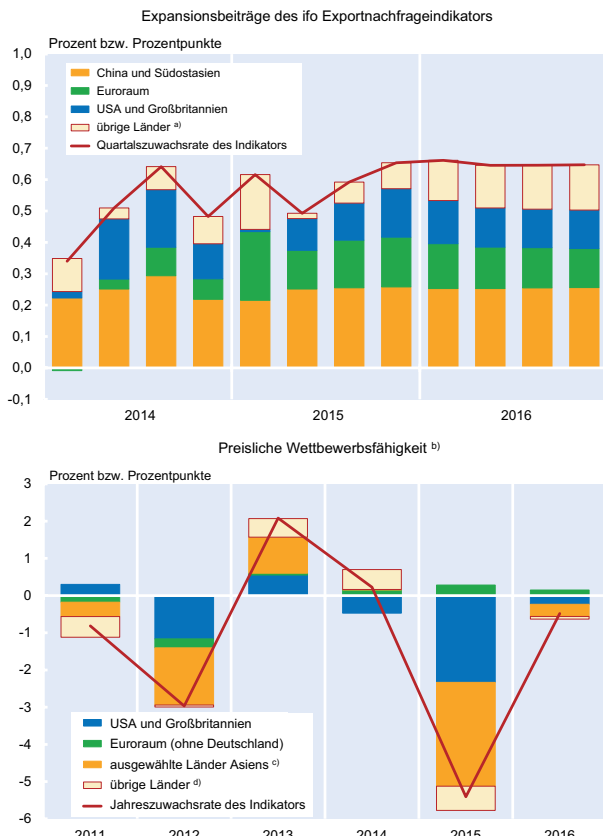 Expansionsbeiträge des ifo Exportnachfrageindikators
Prozent bzw. Prozentpunkte
1,0
0,9
0,8
0,7
0,6
0,5
0,4
0,3
0,2
0,1
0,0
-0,1
China und Südostasien
Euroraum
USA und Großbritannien
übrige Länder a)
Quartalszuwachsrate des Indikators
2014 2015 2016
Preisliche Wettbewerbsfähigkeit b)
Prozent bzw. Prozentpunkte
3
2
1
0
-1
-2
-3
-4
-5
-6
USA und Großbritannien
Euroraum (ohne Deutschland)
ausgewählte Länder Asiens c)
übrige Länder d)
Jahreszuwachsrate des Indikators
2011 2012 2013 2014 2015 2016